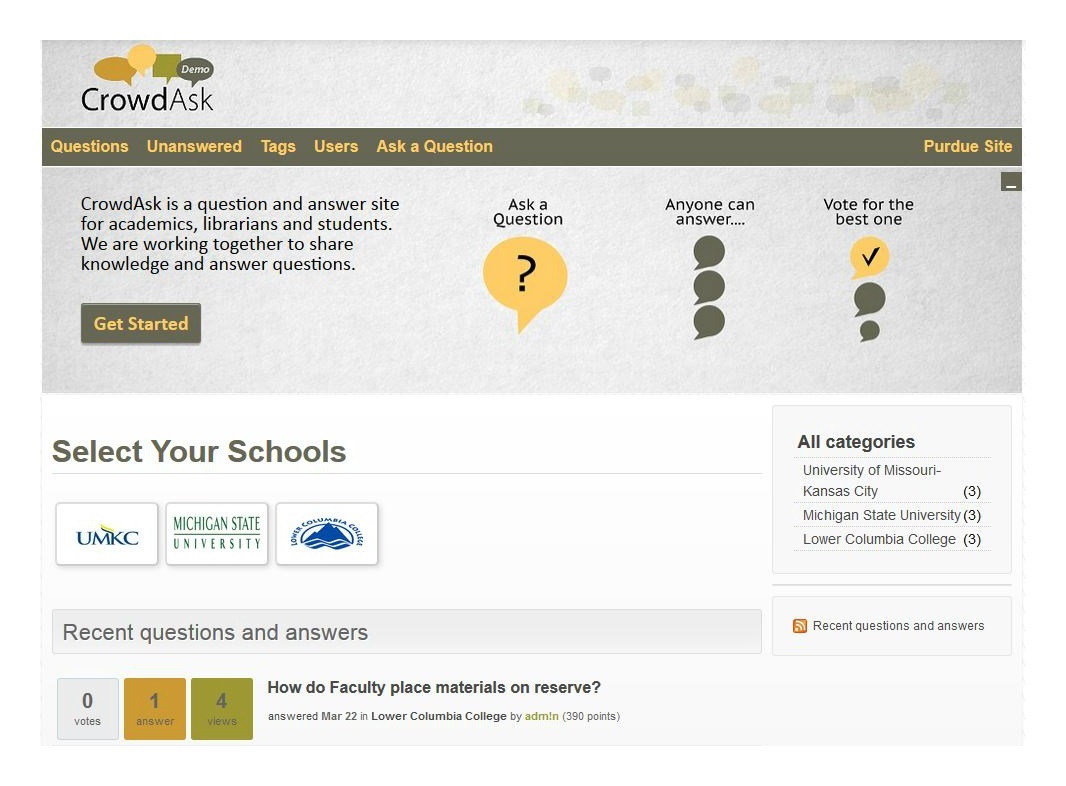 Demo
CrowdAsk
Questions Unanswered Tags Users Ask a Question Purdue Site
CrowdAsk is a question and answer site
for academics, librarians and students.
We are working together to share
knowledge and answer questions.
Get Started
Ask a
Question
?
Anyone can
answer....
Vote for the
best one
Select Your Schools
UMKC
MICHIGAN STATE
UNIVERSITY
LOWER COLUMBIA COLLEGE
All categories
University of Missouri-
Kansas City (3)
Michigan State University (3)
Lower Columbia College (3)
Recent questions and answers
Recent questions and answers
0
votes
1
answer
4
views
How do Faculty place materials on reserve?
answered Mar 22 in Lower Columbia College by adm!n (390 points)